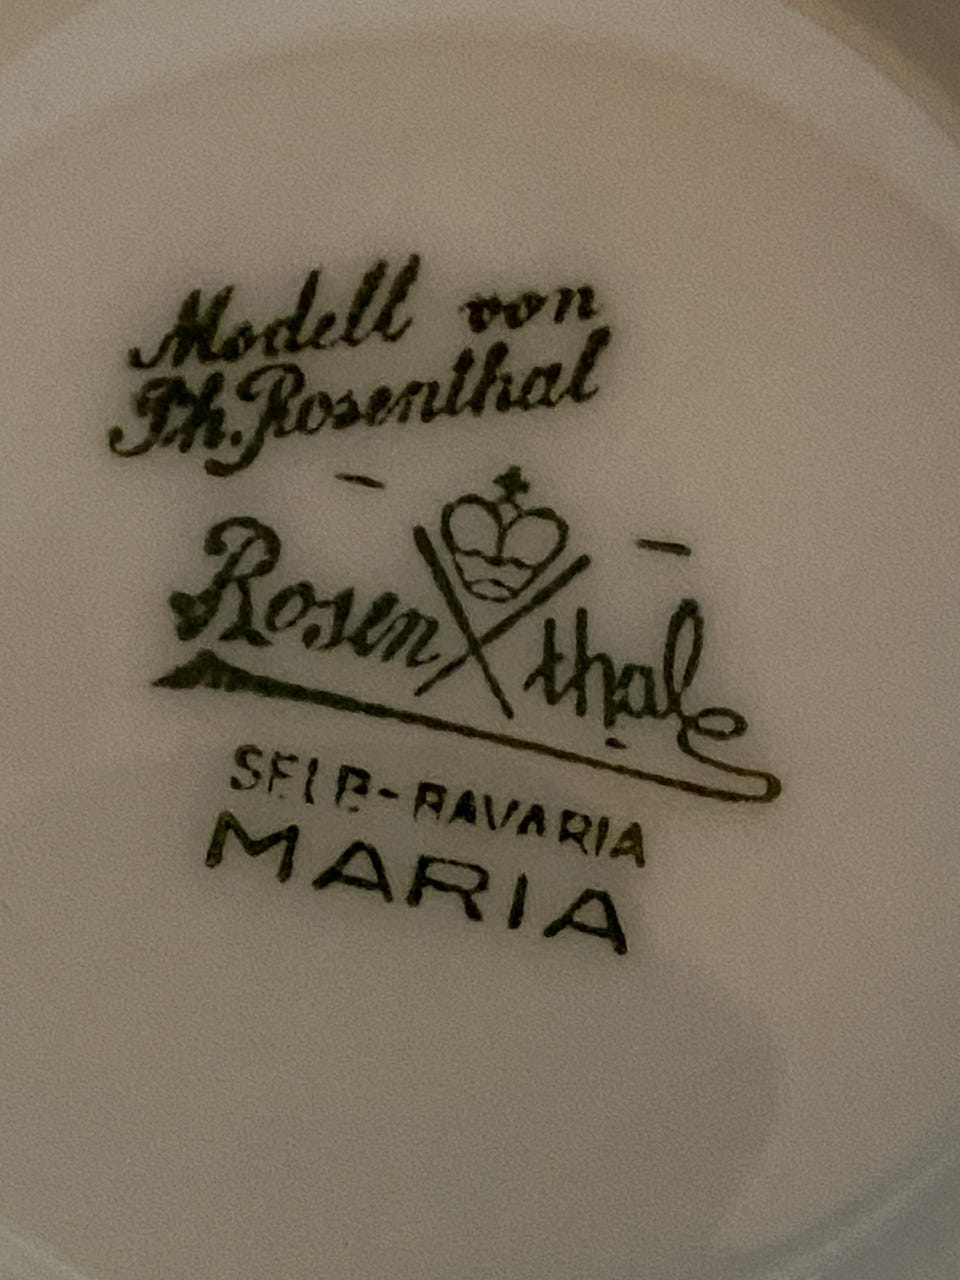 Modell von
Ph. Rosenthal
Rosenthal
SELB-BAVARIA
MARIA